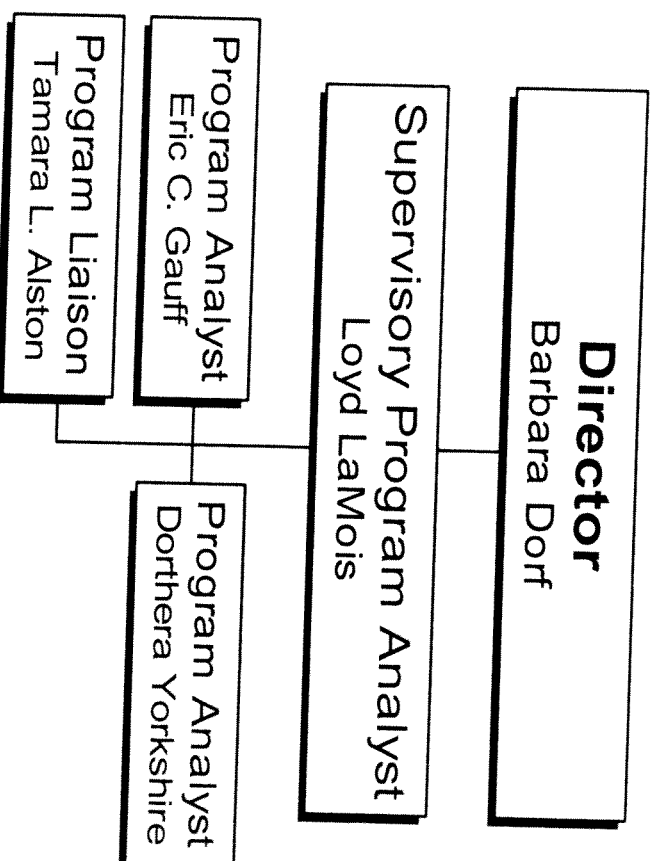 Director
Barbara Dorf
Supervisory Program Analyst
Loyd LaMois
Program Analyst
Eric C. Gauff
Program Analyst
Dorthera Yorkshire
Program Liaison
Tamara L. Alston